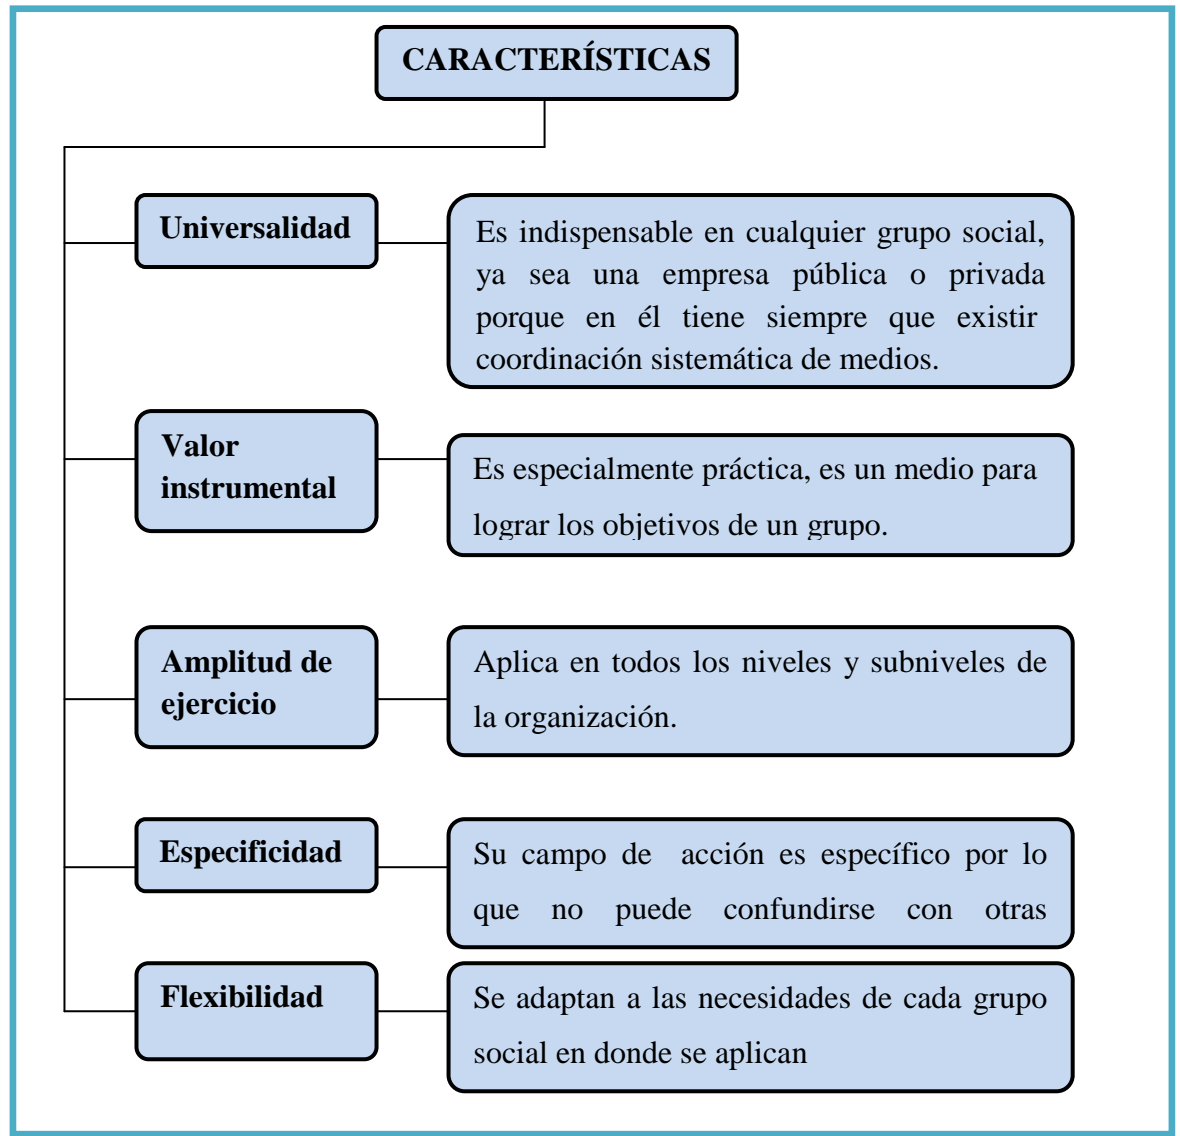 CARACTERÍSTICAS
Universalidad
Es indispensable en cualquier grupo social,
ya sea una empresa pública o privada
porque en él tiene siempre que existir
coordinación sistemática de medios.
Valor
instrumental
Es especialmente práctica, es un medio para
lograr los objetivos de un grupo.
Amplitud de
ejercicio
Aplica en todos los niveles y subniveles de
la organización.
Especificidad
Su campo de acción es específico por lo
que no puede confundirse con otras
Flexibilidad
Se adaptan a las necesidades de cada grupo
social en donde se aplican